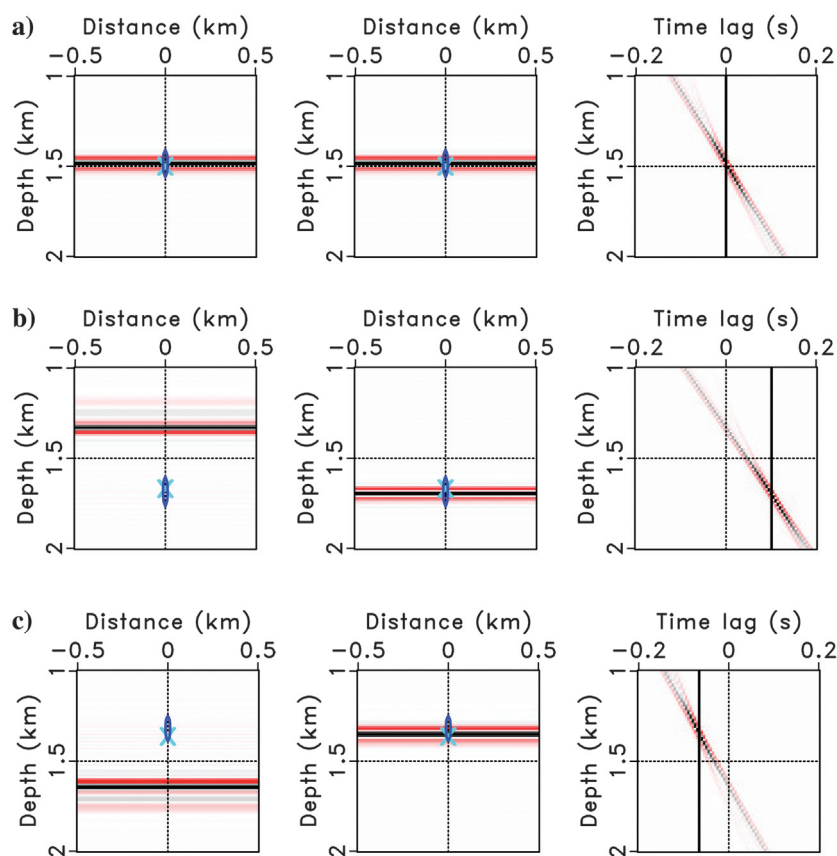 a) Distance (km) Distance (km) Time lag (s)
−0.5 0 0.5 −0.5 0 0.5 −0.2 0 0.2
Depth (km) Depth (km) Depth (km)
1 1 1
1.5 1.5 1.5
2 2 2
b) Distance (km) Distance (km) Time lag (s)
−0.5 0 0.5 −0.5 0 0.5 −0.2 0 0.2
Depth (km) Depth (km) Depth (km)
1 1 1
1.5 1.5 1.5
2 2 2
c) Distance (km) Distance (km) Time lag (s)
−0.5 0 0.5 −0.5 0 0.5 −0.2 0 0.2
Depth (km) Depth (km) Depth (km)
1 1 1
1.5 1.5 1.5
2 2 2